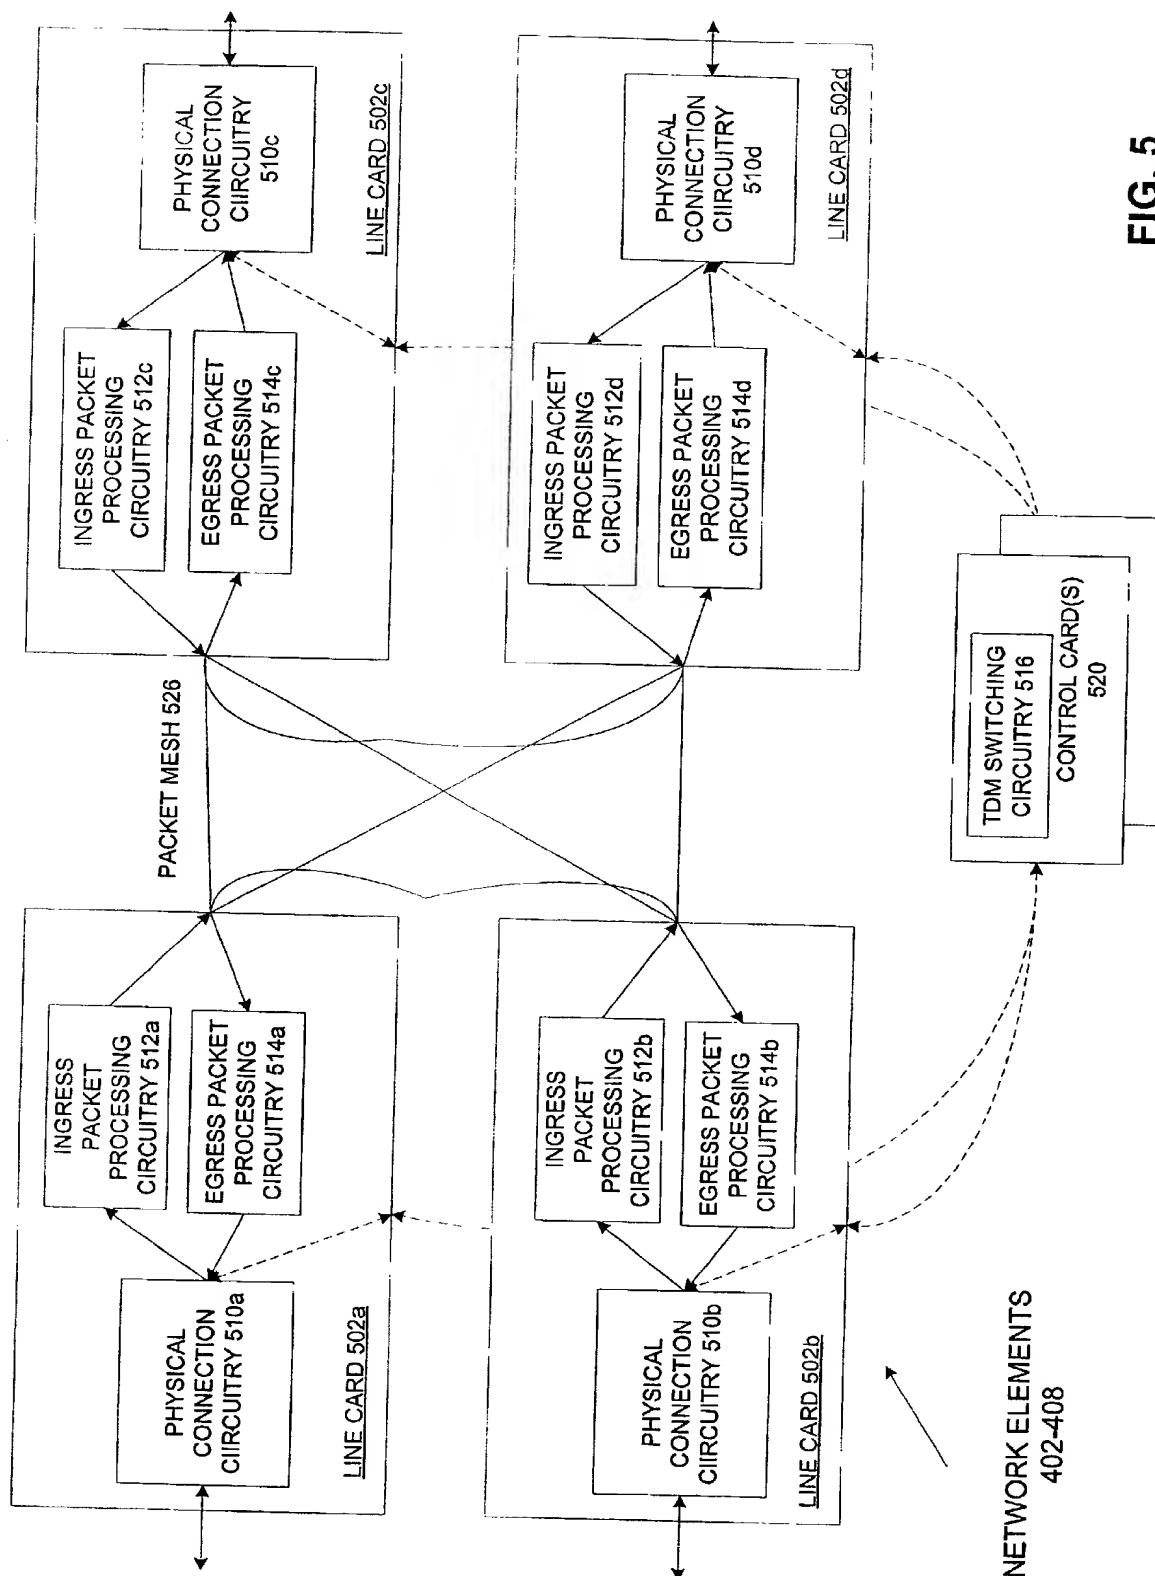 PHYSICAL
CONNECTION
CIIRCUITRY 510a
INGRESS
PACKET
PROCESSING
CIRCUITRY 512a
EGRESS PACKET
PROCESSING
CIRCUITRY 514a
LINE CARD 502a
PACKET MESH 526
INGRESS PACKET
PROCESSING
CIRCUITRY 512c
EGRESS PACKET
PROCESSING
CIRCUITRY 514c
PHYSICAL
CONNECTION
CIIRCUITRY
510c
LINE CARD 502c
PHYSICAL
CONNECTION
CIIRCUITRY 510b
INGRESS
PACKET
PROCESSING
CIRCUITRY 512b
EGRESS PACKET
PROCESSING
CIRCUITRY 514b
LINE CARD 502b
INGRESS PACKET
PROCESSING
CIRCUITRY 512d
EGRESS PACKET
PROCESSING
CIRCUITRY 514d
PHYSICAL
CONNECTION
CIIRCUITRY
510d
LINE CARD 502d
TDM SWITCHING
CIRCUITRY 516
CONTROL CARD(S)
520
NETWORK ELEMENTS
402-408
FIG. 5